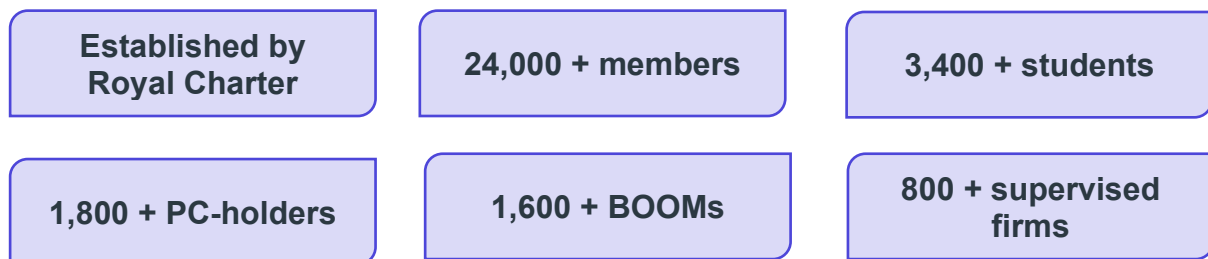 Established by
Royal Charter
24,000 + members
3,400 + students
1,800 + PC-holders
1,600 + BOOMs
800 + supervised
firms